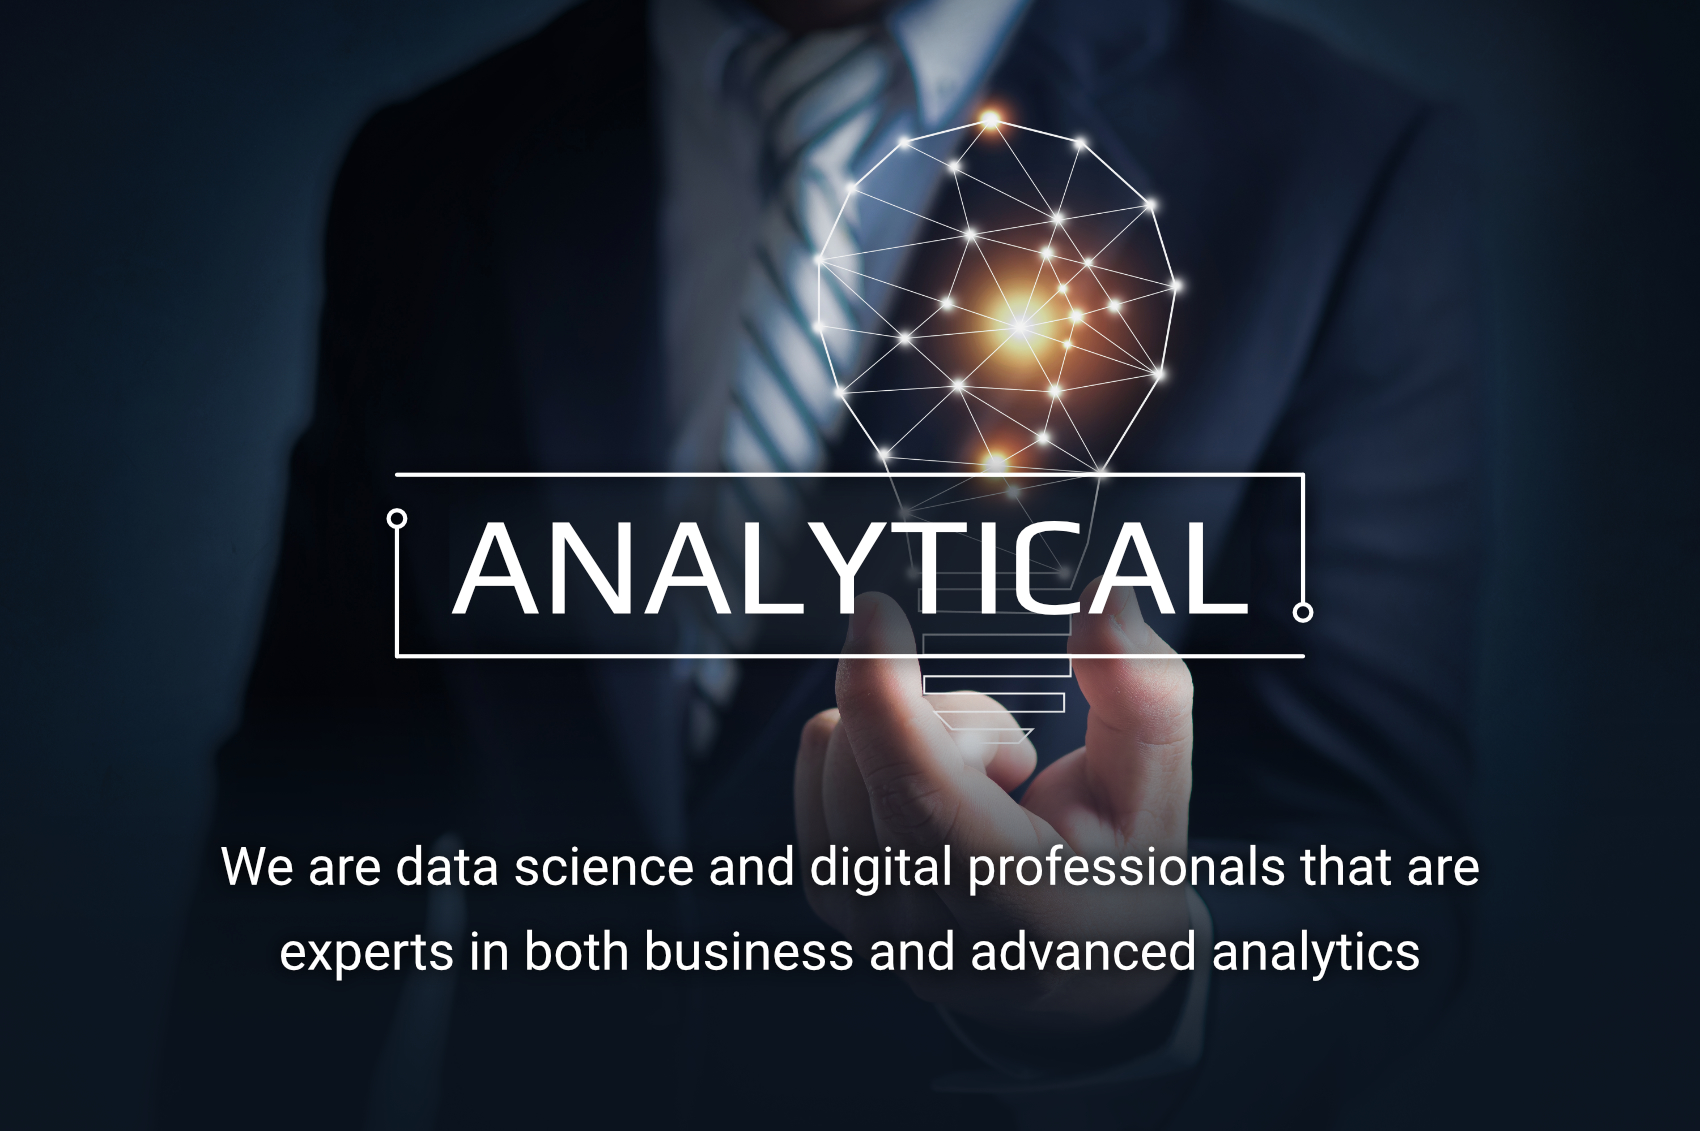 ANALYTICAL
We are data science and digital professionals that are
experts in both business and advanced analytics